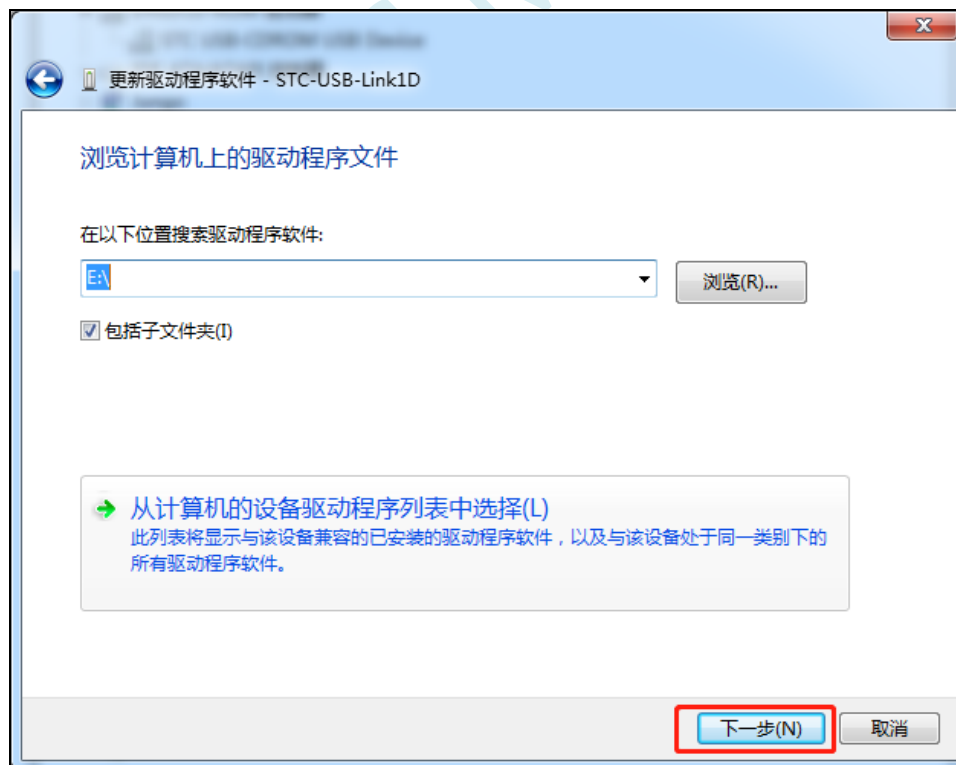 STC USB-CDROM USB Device
更新驱动程序软件 - STC-USB-Link1D
浏览计算机上的驱动程序文件
在以下位置搜索驱动程序软件:
E:\
浏览(R)...
包括子文件夹(I)
从计算机的设备驱动程序列表中选择(L)
此列表将显示与该设备兼容的已安装的驱动程序软件，以及与该设备处于同一类别下的
所有驱动程序软件。
下一步(N)
取消